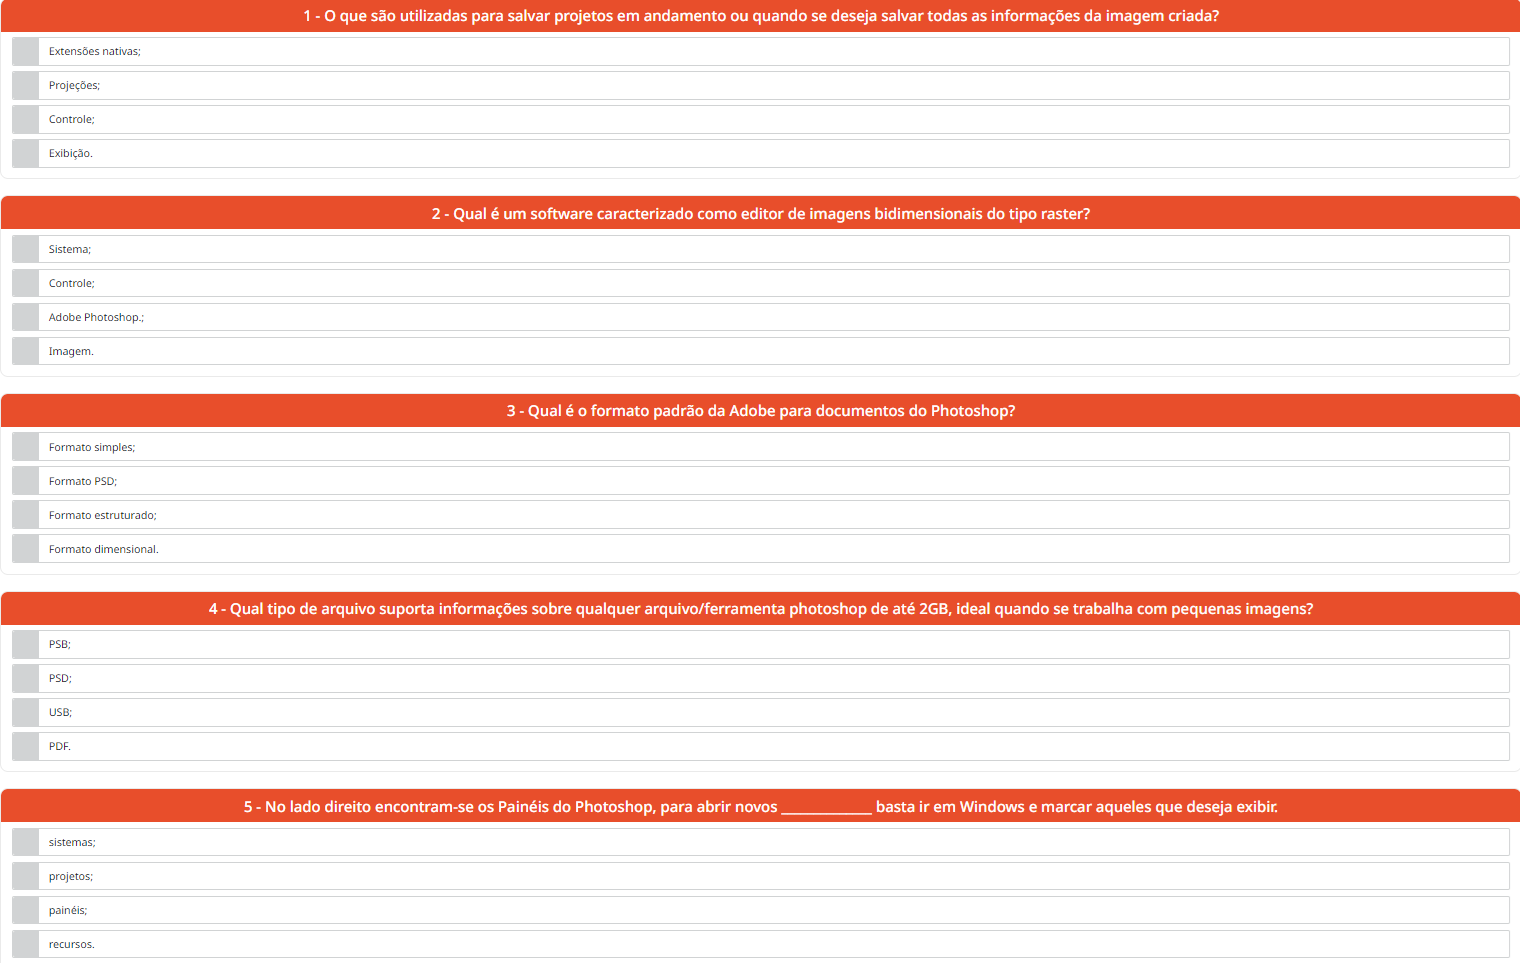 1 - O que são utilizadas para salvar projetos em andamento ou quando se deseja salvar todas as informações da imagem criada?
Extensões nativas;
Projeções;
Controle;
Exibição.
2 - Qual é um software caracterizado como editor de imagens bidimensionais do tipo raster?
Sistema;
Controle;
Adobe Photoshop.;
Imagem.
3 - Qual é o formato padrão da Adobe para documentos do Photoshop?
Formato simples;
Formato PSD;
Formato estruturado;
Formato dimensional.
4 - Qual tipo de arquivo suporta informações sobre qualquer arquivo/ferramenta photoshop de até 2GB, ideal quando se trabalha com pequenas imagens?
PSB;
PSD;
USB;
PDF.
5 - No lado direito encontram-se os Painéis do Photoshop, para abrir novos _____________ basta ir em Windows e marcar aqueles que deseja exibir.
sistemas;
projetos;
painéis;
recursos.